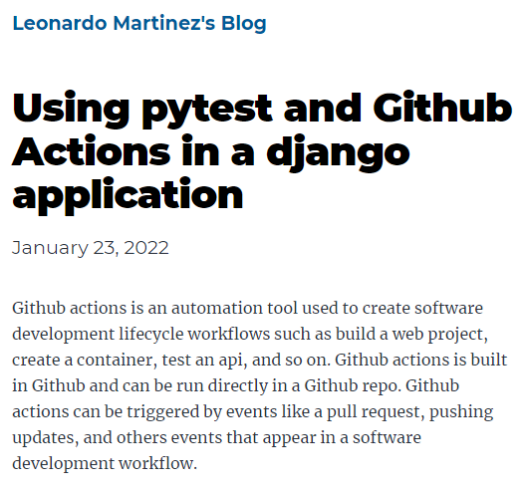 Leonardo Martinez's Blog
Using pytest and Github
Actions in a django
application
January 23, 2022
Github actions is an automation tool used to create software
development lifecycle workflows such as build a web project,
create a container, test an api, and so on. Github actions is built
in Github and can be run directly in a Github repo. Github
actions can be triggered by events like a pull request, pushing
updates, and others events that appear in a software
development workflow.